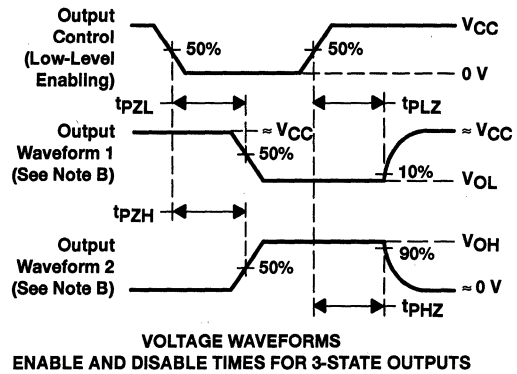 Output
Control
(Low-Level
Enabling)
50%
50%
VCC
0 V
tPZL
tPLZ
Output
Waveform 1
(See Note B)
≈ VCC
50%
≈ VCC
10%
VOL
tPZH
Output
Waveform 2
(See Note B)
50%
VOH
90%
≈ 0 V
tPHZ
VOLTAGE WAVEFORMS
ENABLE AND DISABLE TIMES FOR 3-STATE OUTPUTS